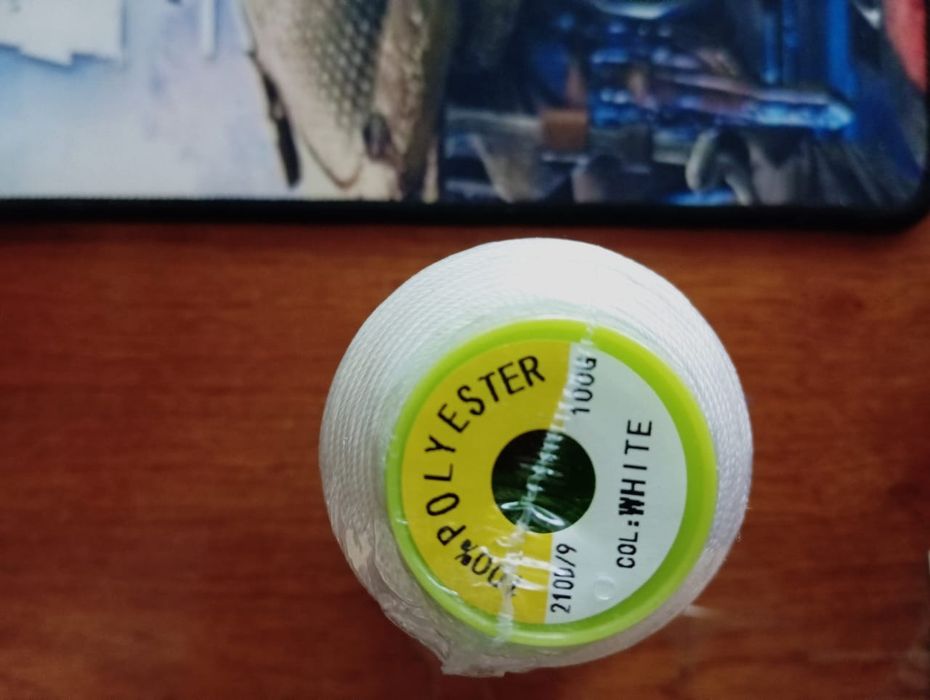 100% POLYESTER
210D/9
100G
COL:WHITE